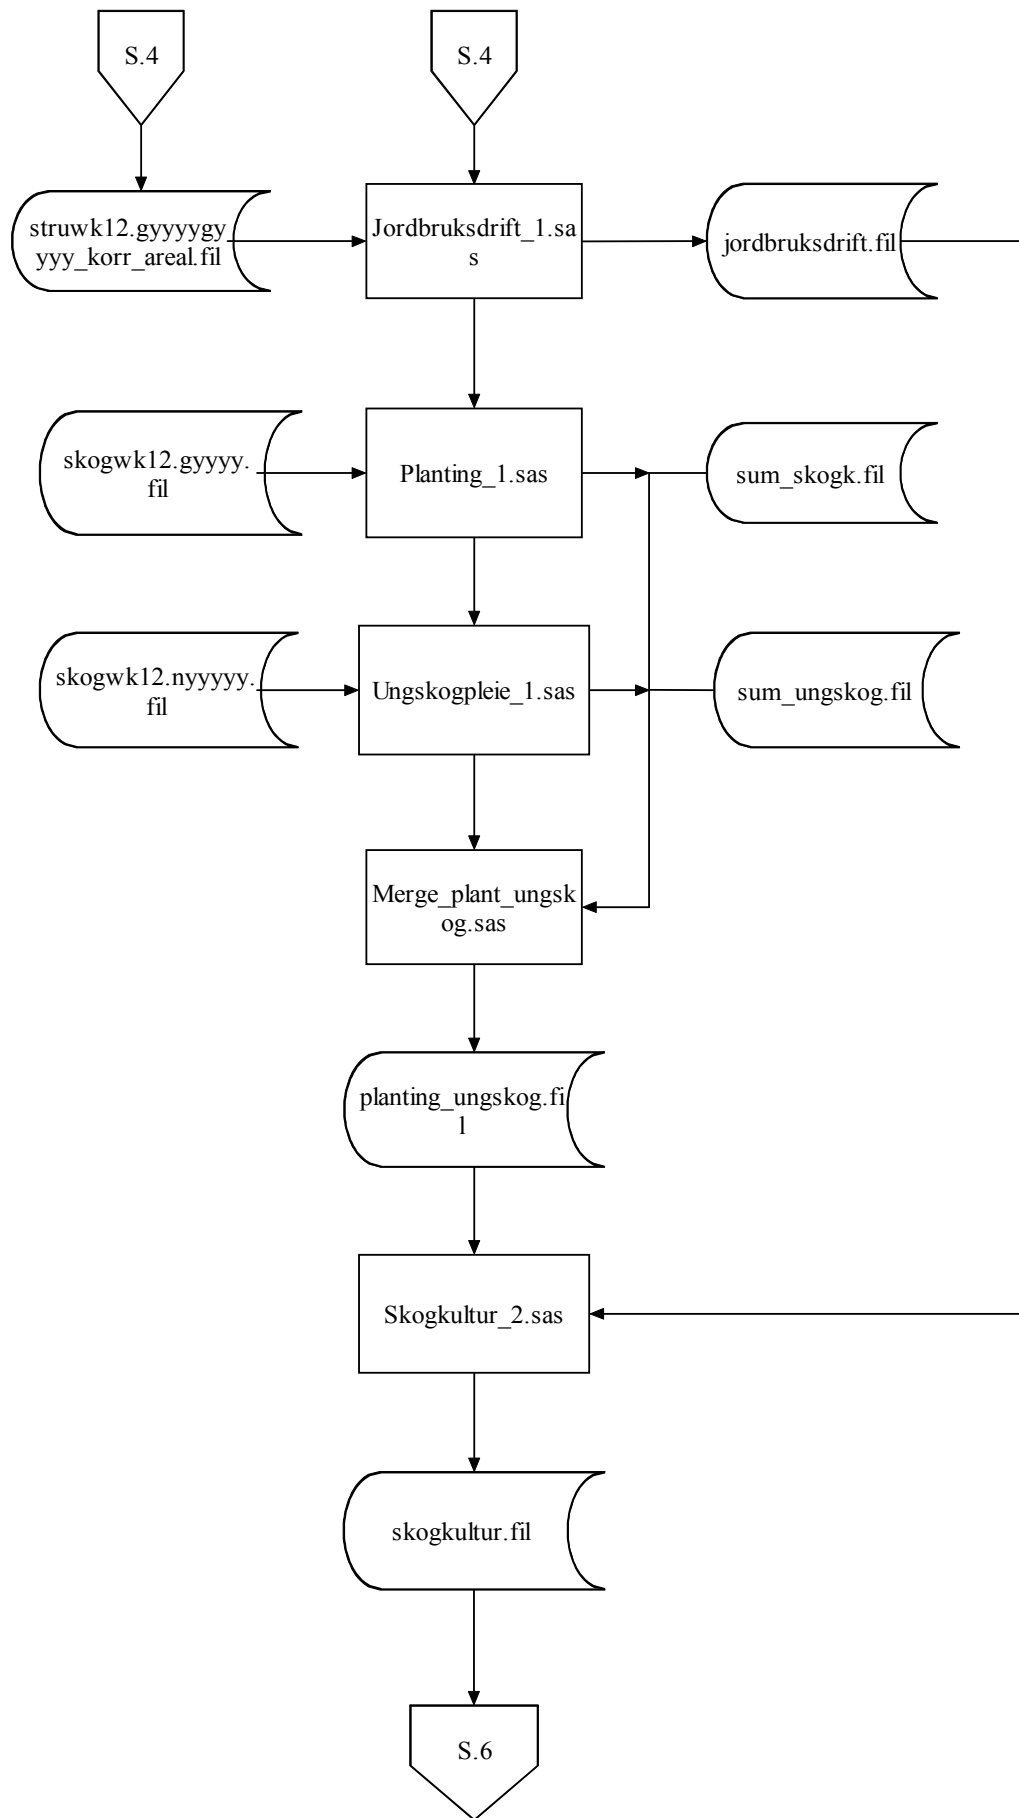 S.4
S.4
struwk12.gyyyygy
yyy_korr_areal.fil
Jordbruksdrift_1.sa
s
jordbruksdrift.fil
skogwk12.gyyyy.
fil
Planting_1.sas
sum_skogk.fil
skogwk12.nyyyyy.
fil
Ungskogpleie_1.sas
sum_ungskog.fil
Merge_plant_ungsk
og.sas
planting_ungskog.fi
l
Skogkultur_2.sas
skogkultur.fil
S.6